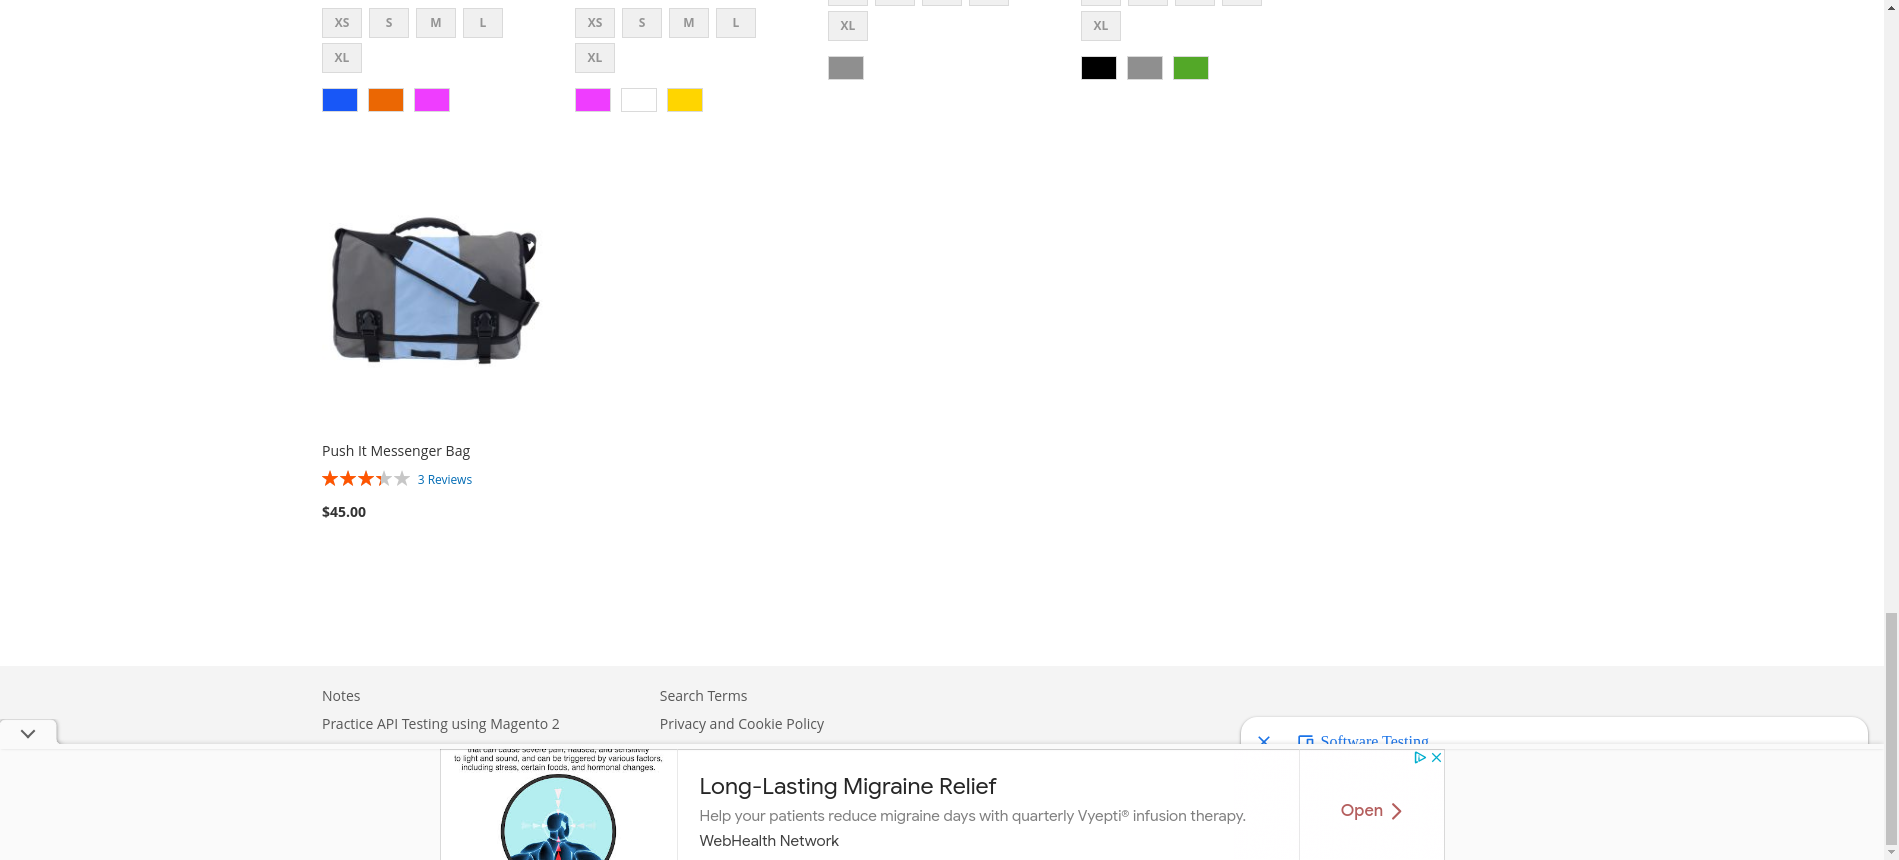 XS S M L
XL
XS S M L
XL
XL
XL
Push It Messenger Bag
3 Reviews
$45.00
Notes
Search Terms
Practice API Testing using Magento 2
Privacy and Cookie Policy
Software Testing
that can cause severe pain, nausea, and sensitivity
to light and sound, and can be triggered by various factors,
including stress, certain foods, and hormonal changes.
Long-Lasting Migraine Relief
Help your patients reduce migraine days with quarterly Vyepti® infusion therapy.
WebHealth Network
Open